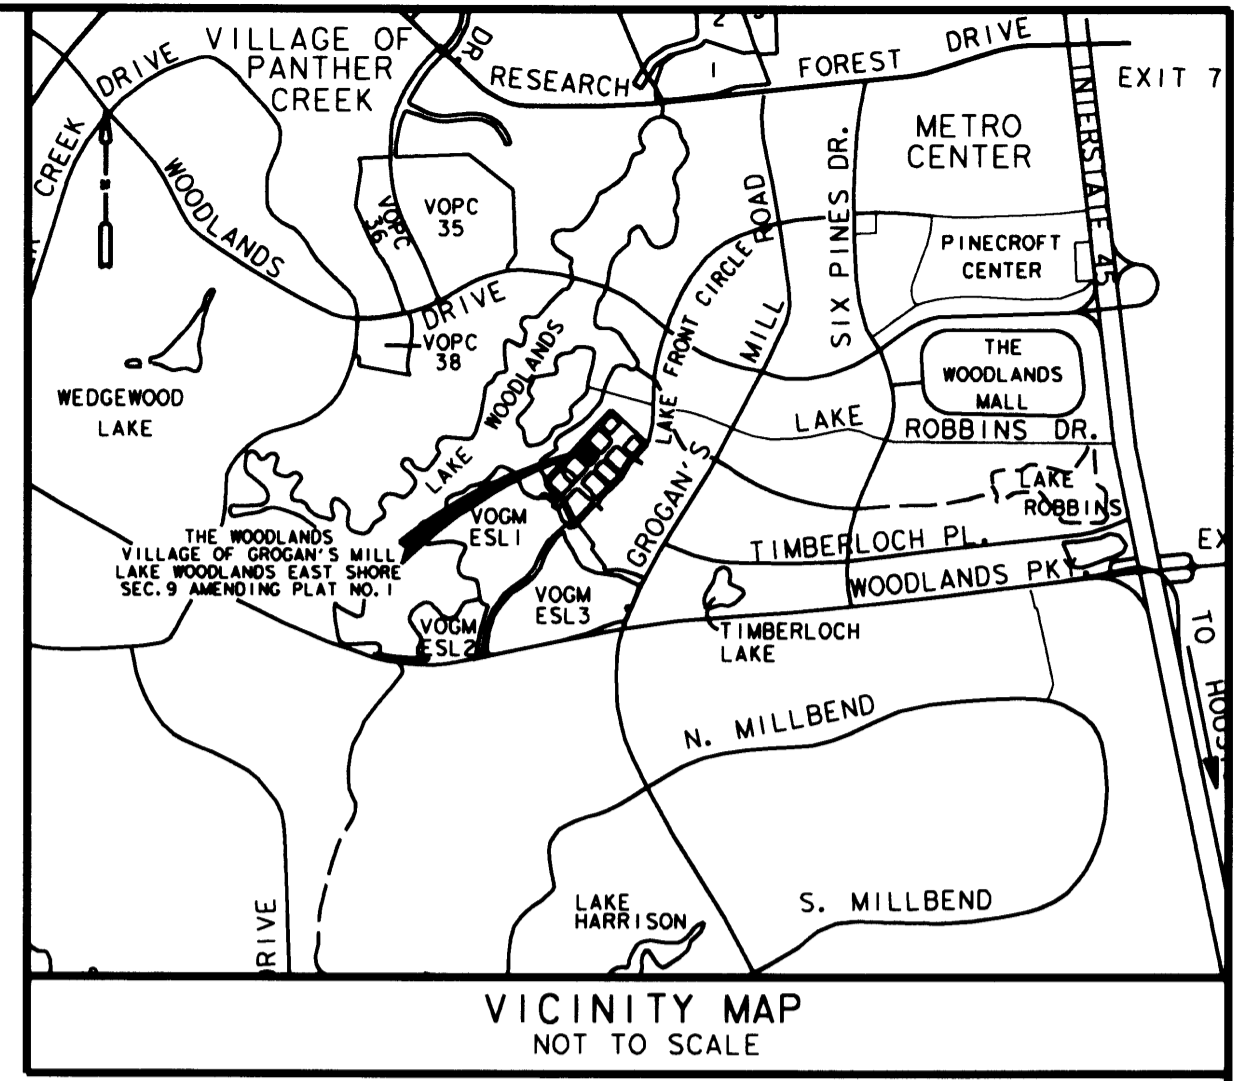 VILLAGE OF
PANTHER
CREEK
DRIVE
CREEK
WOODLANDS
DRIVE
DR.
RESEARCH
FOREST DRIVE
2
1
EXIT 7
INTERSTATE 45
METRO
CENTER
VOPC
36
VOPC
35
VOPC
38
SIX PINES DR.
PINECROFT
CENTER
LAKE FRONT CIRCLE
GROGAN'S MILL ROAD
THE
WOODLANDS
MALL
WEDGEWOOD
LAKE
LAKE WOODLANDS
LAKE ROBBINS DR.
LAKE
ROBBINS
THE WOODLANDS
VILLAGE OF GROGAN'S MILL
LAKE WOODLANDS EAST SHORE
SEC. 9 AMENDING PLAT NO. 1
VOGM
ESL1
VOGM
ESL2
VOGM
ESL3
TIMBERLOCH PL.
WOODLANDS PKY.
TIMBERLOCH
LAKE
EX
TO HOUST
N. MILLBEND
S. MILLBEND
LAKE
HARRISON
DRIVE
VICINITY MAP
NOT TO SCALE